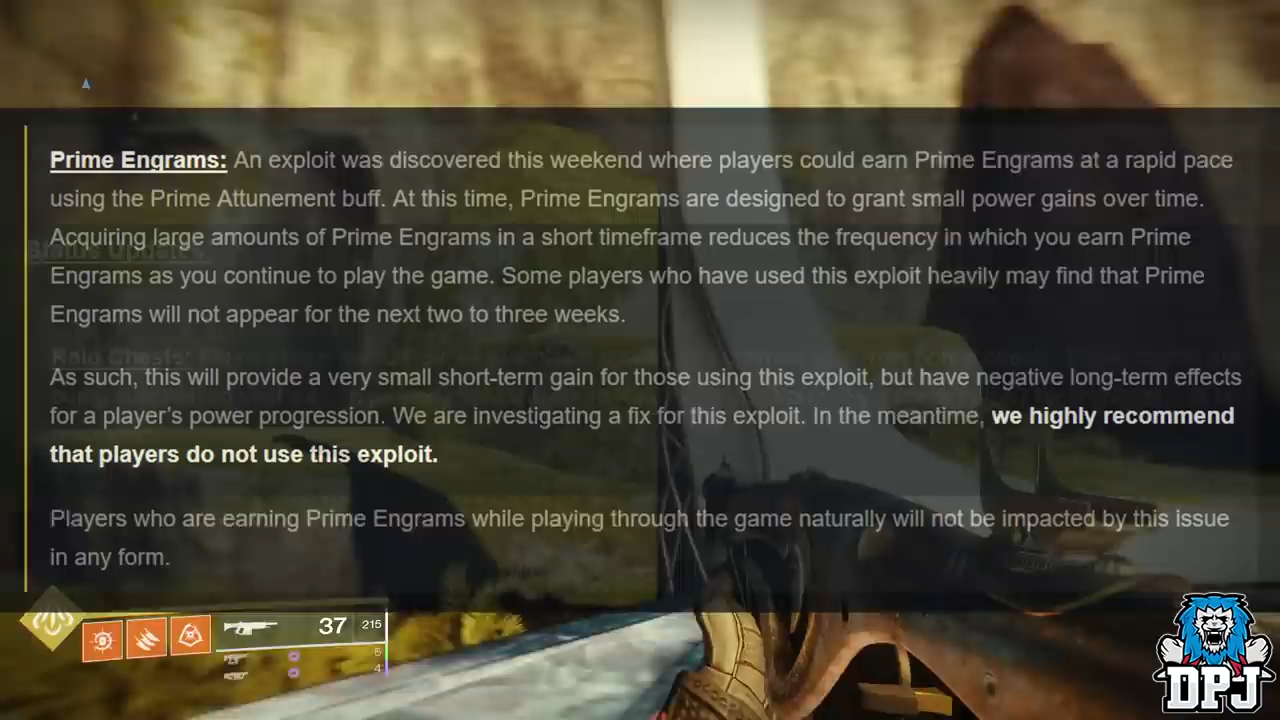 Prime Engrams: An exploit was discovered this weekend where players could earn Prime Engrams at a rapid pace
using the Prime Attunement buff. At this time, Prime Engrams are designed to grant small power gains over time.
Acquiring large amounts of Prime Engrams in a short timeframe reduces the frequency in which you earn Prime
Status Updates:
Engrams as you continue to play the game. Some players who have used this exploit heavily may find that Prime
Engrams will not appear for the next two to three weeks.
Raid Chests:
As such, this will provide a very small short-term gain for those using this exploit, but have negative long-term effects
for a player's power progression. We are investigating a fix for this exploit. In the meantime, we highly recommend
that players do not use this exploit.
Players who are earning Prime Engrams while playing through the game naturally will not be impacted by this issue
in any form.
37 215
6
4
DPJ